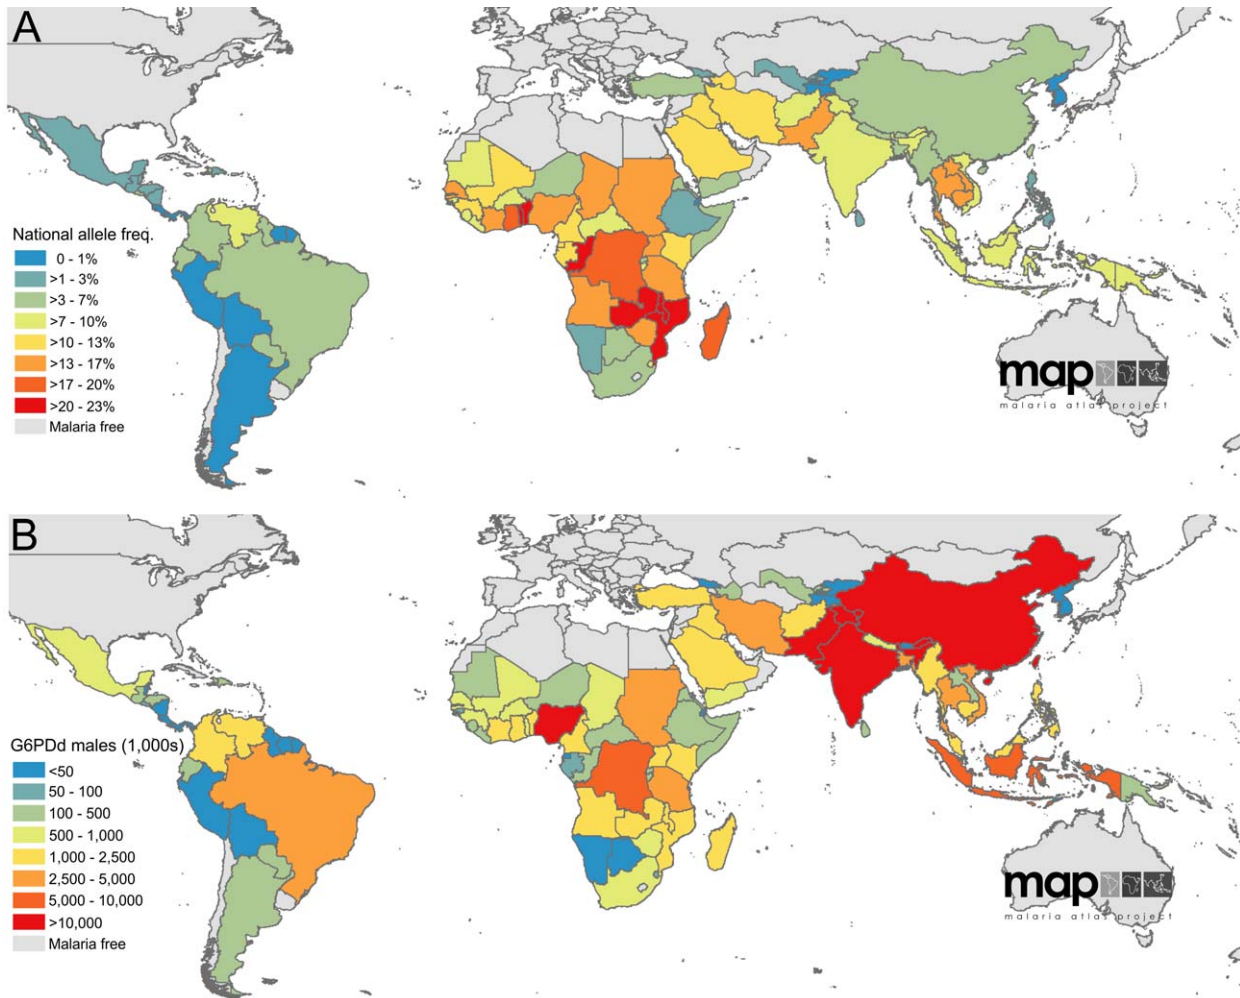 A
National allele freq.
0 - 1%
>1 - 3%
>3 - 7%
>7 - 10%
>10 - 13%
>13 - 17%
>17 - 20%
>20 - 23%
Malaria free
map
malaria atlas project
B
G6PDd males (1,000s)
<50
50 - 100
100 - 500
500 - 1,000
1,000 - 2,500
2,500 - 5,000
5,000 - 10,000
>10,000
Malaria free
map
malaria atlas project